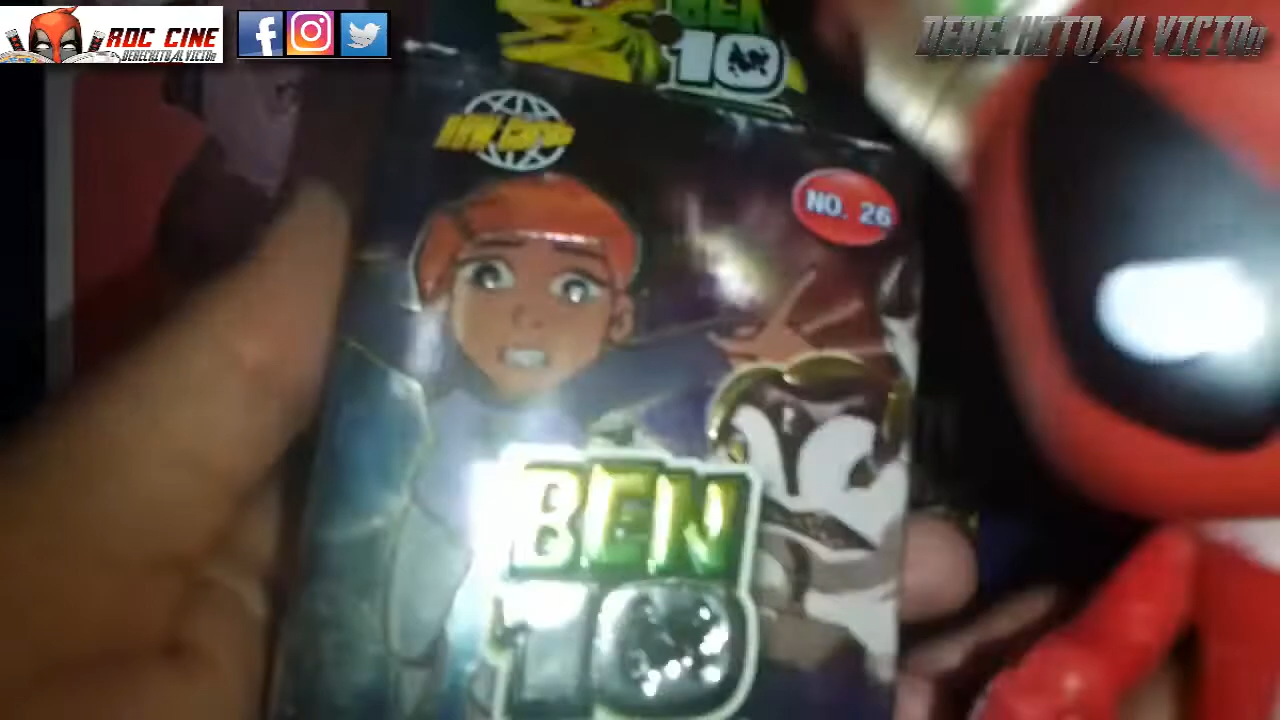 ROC CINE
DERECHITO AL VICIO!!
DERECHITO AL VICIO!!
BEN
10
NO. 26
BEN
10